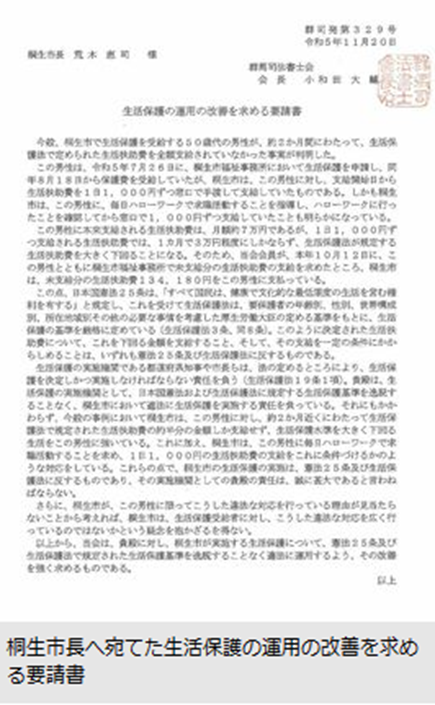 群司発第329号
令和5年11月20日
桐生市長 荒木恵司 様
群馬司法書士会
会長 小和田大輔
生活保護の運用の改善を求める要請書
今般、桐生市で生活保護を受給する50歳代の男性が、約2か月間にわたって、生活保
護法で定められた生活扶助費を全額支給されていなかった事実が判明した。
この男性は、令和5年7月26日に、桐生市福祉事務所において生活保護を申請し、同
年8月18日から保護費を受給していたが、桐生市は、この男性に対し、支給開始日から
生活扶助費を1日1,000円ずつ窓口で手渡しで支給していたものである。しかも桐生
市は、この男性に、毎日ハローワークで求職活動することを指導し、ハローワークに行っ
たことを確認してから窓口で1,000円ずつ支給していたことも明らかになっている。
この男性に本来支給される生活扶助費は、月額約7万円であるが、1日1,000円ず
つ支給される生活扶助費では、1カ月で3万円程度にしかならず、生活保護法が規定する
生活扶助費を大きく下回ることになる。そのため、当会会員が、本年10月12日に、こ
の男性とともに桐生市福祉事務所で未支給分の生活扶助費の支給を求めたところ、桐生市
は、未支給分の生活扶助費134,180円をこの男性に支払った。
この点、日本国憲法25条は、「すべて国民は、健康で文化的な最低限度の生活を営む権利
を有する」と規定し、これを受けて生活保護法は、要保護者の年齢別、性別、世帯構成
別、所在地域別その他の必要な事情を考慮した厚生労働大臣の定める基準をもとに、生活
保護の基準を厳格に定めている(生活保護法3条、同8条)。このように決定された生活扶
助費について、これを下回る金額を支給すること、そして、その支給を一定の条件にかか
らしめることは、いずれも憲法25条及び生活保護法に反するものである。
生活保護の実施機関である都道府県知事や市長らは、法の定めるところにより、生活保
護を決定しかつ実施しなければならない責任を負う(生活保護法19条1項)。貴殿は、生
活保護の実施機関として、日本国憲法および生活保護法に規定する生活保護基準を逸脱す
ることなく、桐生市において適法に生活保護を実施する責任を負っている。それにもかか
わらず、今般の事例において桐生市は、この男性に対し、約2か月近くにわたって生活保
護法で規定された生活扶助費の約半分の金額しか支給せず、生活保護水準を大きく下回る
生活をこの男性に強いている。これに加え、桐生市は、この男性に毎日ハローワークで求
職活動することを求め、1日1,000円の生活扶助費の支給をこれに条件づけるかのよ
うな対応をしている。これらの点で、桐生市の生活保護の実施は、憲法25条及び生活保
護法に反するものであり、その実施機関としての貴殿の責任は、誠に甚大であると言わね
ばならない。
さらに、桐生市が、この男性に限ってこうした違法な対応を行っている理由が見当たら
ないことから考えれば、桐生市は、生活保護受給者に対し、こうした違法な対応を広く行
っているのではないかという疑念を抱かざるを得ない。
以上から、当会は、貴殿に対し、桐生市が実施する生活保護について、憲法25条及び
生活保護法で規定された生活保護基準を逸脱することなく適法に運用するよう、その改善
を強く求めるものである。
以上
桐生市長へ宛てた生活保護の運用の改善を求め
る要請書